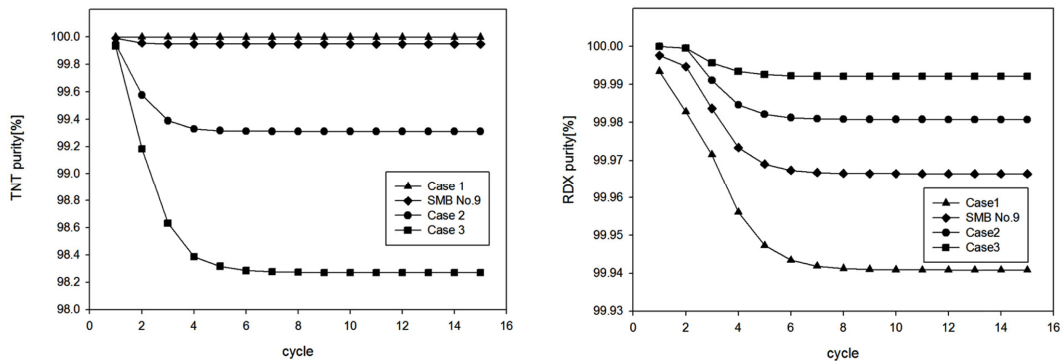 TNT purity[%]
100.0
99.8
99.6
99.4
99.2
99.0
98.8
98.6
98.4
98.2
98.0
Case 1
SMB No.9
Case 2
Case 3
0 2 4 6 8 10 12 14 16
cycle
RDX purity[%]
100.00
99.99
99.98
99.97
99.96
99.95
99.94
99.93
Case1
SMB No.9
Case2
Case3
0 2 4 6 8 10 12 14 16
cycle